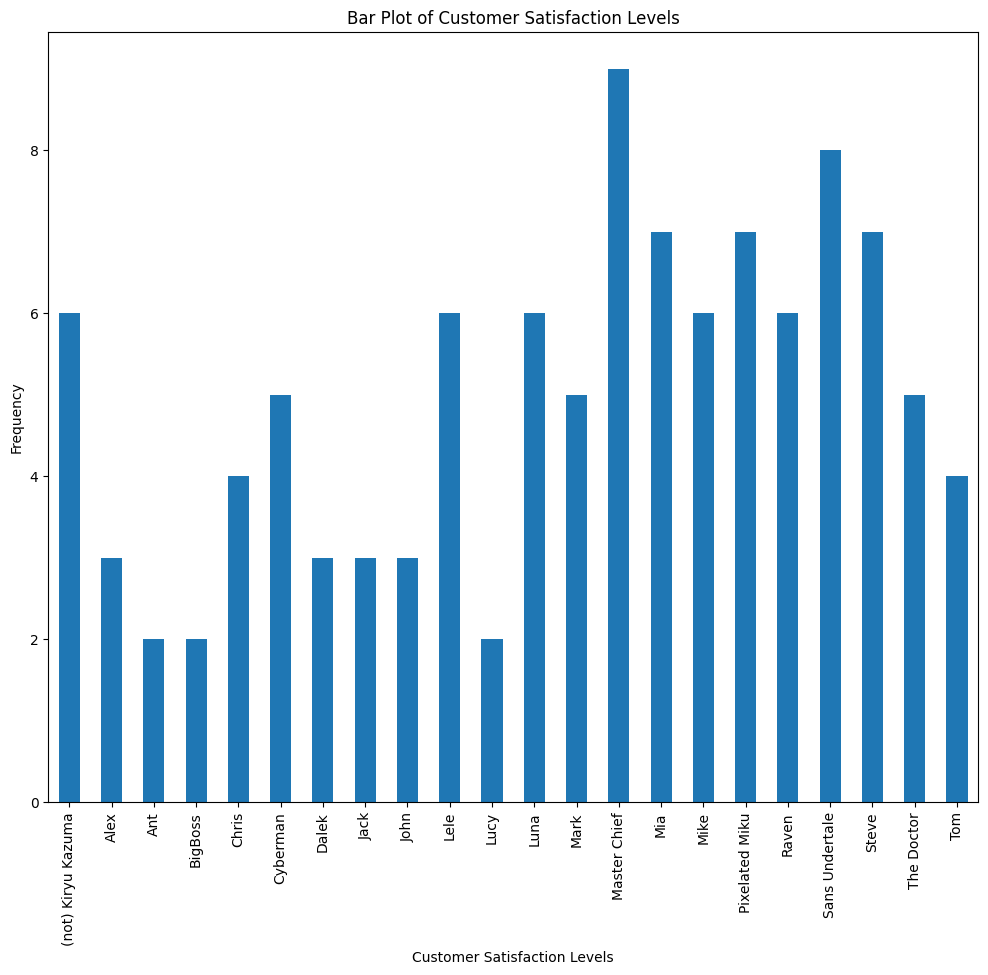 Bar Plot of Customer Satisfaction Levels
Frequency
8
6
4
2
0
(not) Kiryu Kazuma
Alex
Ant
BigBoss
Chris
Cyberman
Dalek
Jack
John
Lele
Lucy
Luna
Mark
Master Chief
Mia
Mike
Pixelated Miku
Raven
Sans Undertale
Steve
The Doctor
Tom
Customer Satisfaction Levels